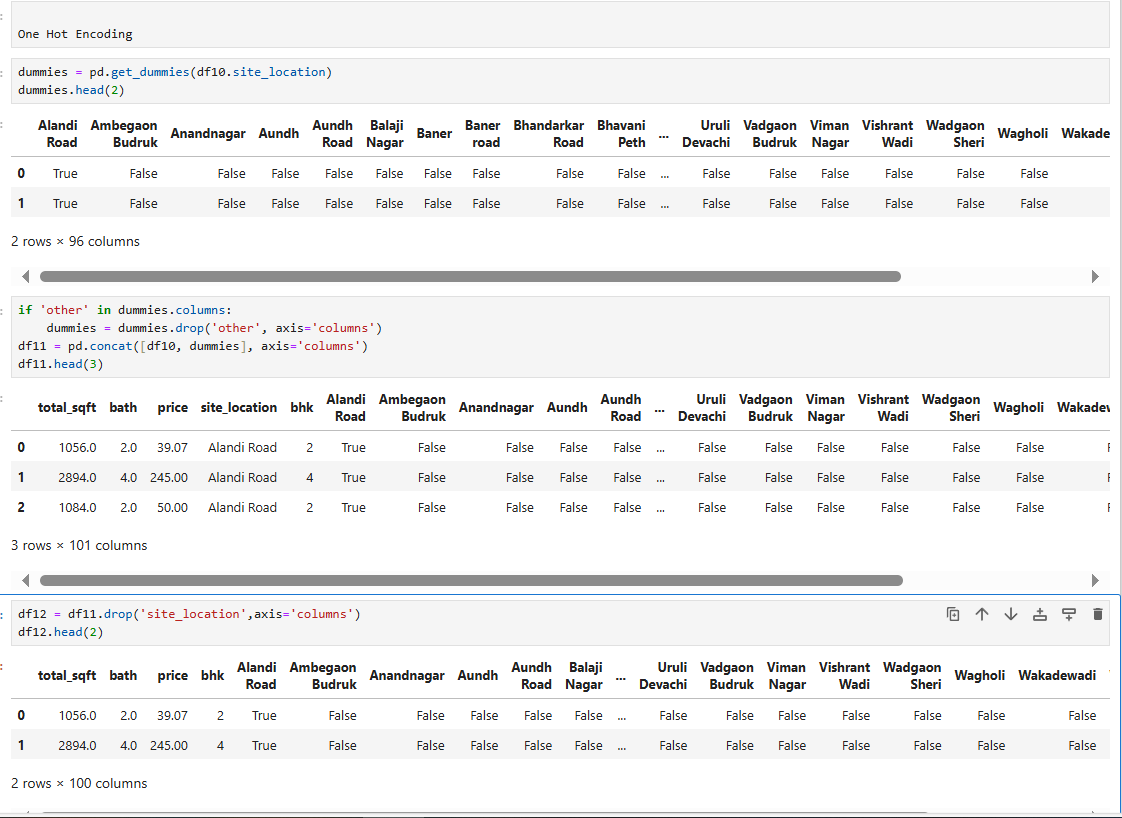 One Hot Encoding
dummies = pd.get_dummies(df10.site_location)
dummies.head(2)
Alandi Road Ambegaon Budruk Anandnagar Aundh Aundh Road Balaji Nagar Baner Baner road Bhandarkar Road Bhavani Peth ... Uruli Devachi Vadgaon Budruk Viman Nagar Vishrant Wadi Wadgaon Sheri Wagholi Wakade
0 True False False False False False False False False False ... False False False False False False
1 True False False False False False False False False False ... False False False False False False
2 rows × 96 columns
if 'other' in dummies.columns:
    dummies = dummies.drop('other', axis='columns')
df11 = pd.concat([df10, dummies], axis='columns')
df11.head(3)
total_sqft bath price site_location bhk Alandi Road Ambegaon Budruk Anandnagar Aundh Aundh Road ... Uruli Devachi Vadgaon Budruk Viman Nagar Vishrant Wadi Wadgaon Sheri Wagholi Wakadev
0 1056.0 2.0 39.07 Alandi Road 2 True False False False False ... False False False False False False F
1 2894.0 4.0 245.00 Alandi Road 4 True False False False False ... False False False False False False F
2 1084.0 2.0 50.00 Alandi Road 2 True False False False False ... False False False False False False F
3 rows × 101 columns
df12 = df11.drop('site_location',axis='columns')
df12.head(2)
total_sqft bath price bhk Alandi Road Ambegaon Budruk Anandnagar Aundh Aundh Road Balaji Nagar ... Uruli Devachi Vadgaon Budruk Viman Nagar Vishrant Wadi Wadgaon Sheri Wagholi Wakadewadi
0 1056.0 2.0 39.07 2 True False False False False False ... False False False False False False False
1 2894.0 4.0 245.00 4 True False False False False False ... False False False False False False False
2 rows × 100 columns